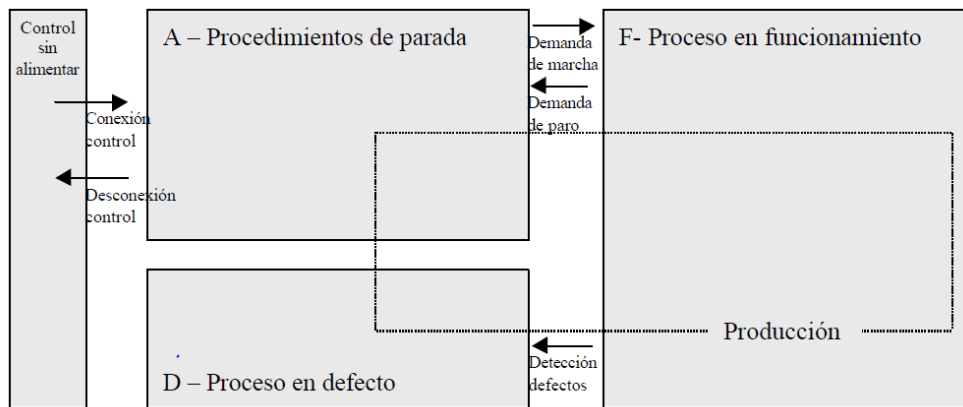 Control
sin
alimentar
A – Procedimientos de parada
Demanda
de marcha
Demanda
de paro
F- Proceso en funcionamiento
Conexión
control
Desconexión
control
Producción
Detección
defectos
D – Proceso en defecto